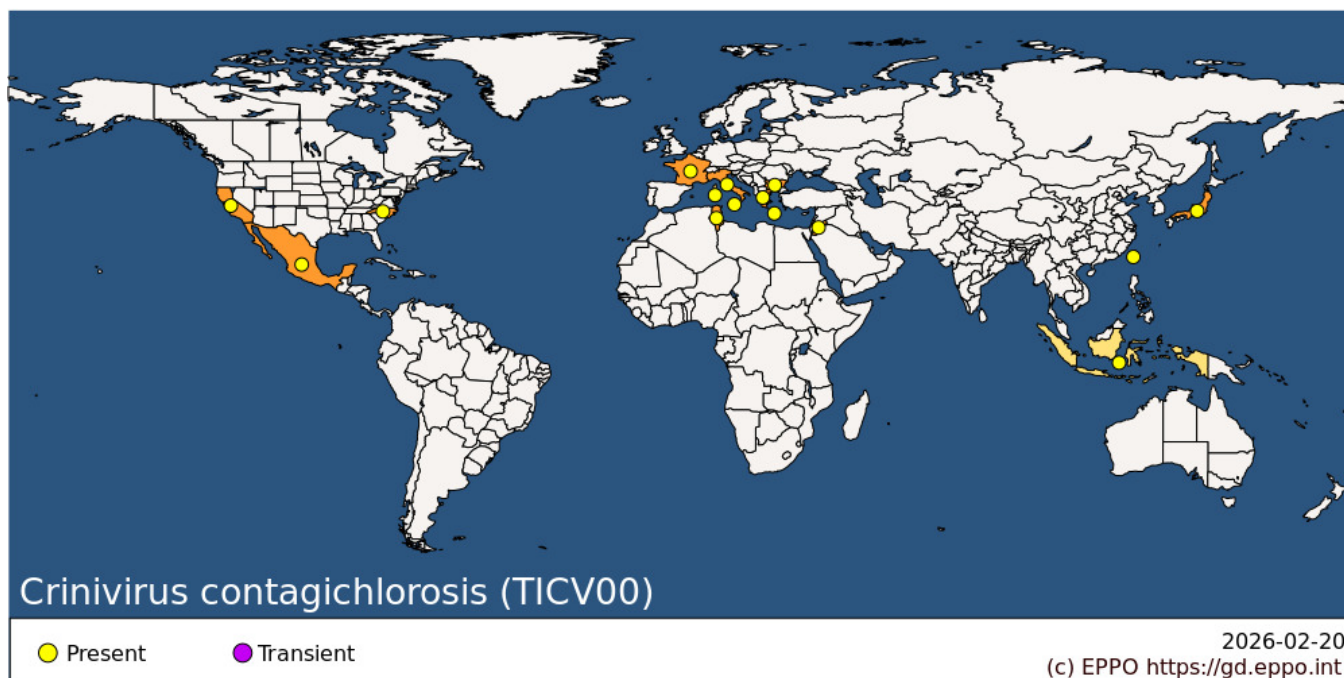 Crinivirus contagichlorosis (TICV00)
Present
Transient
2026-02-20
(c) EPPO https://gd.eppo.int